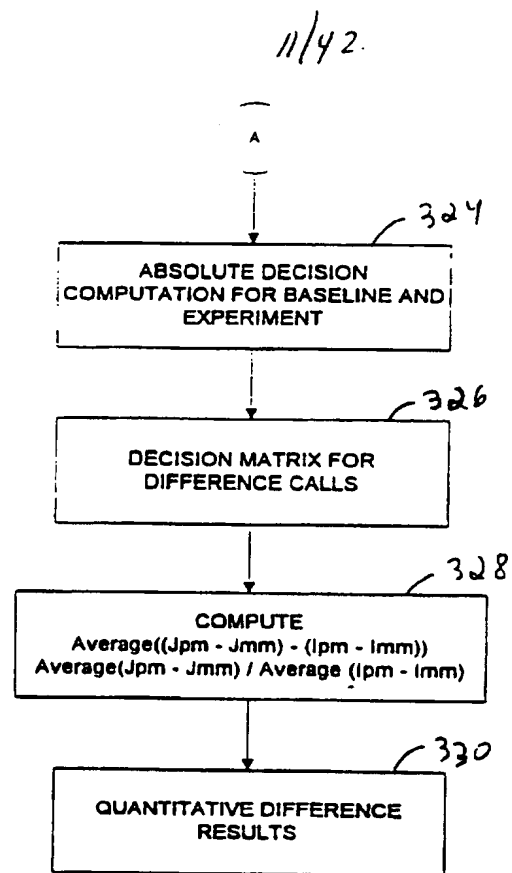 11/42.
A
324
ABSOLUTE DECISION
COMPUTATION FOR BASELINE AND
EXPERIMENT
326
DECISION MATRIX FOR
DIFFERENCE CALLS
328
COMPUTE
Average((Jpm - Jmm) - (Ipm - Imm))
Average(Jpm - Jmm) / Average (Ipm - Imm)
330
QUANTITATIVE DIFFERENCE
RESULTS